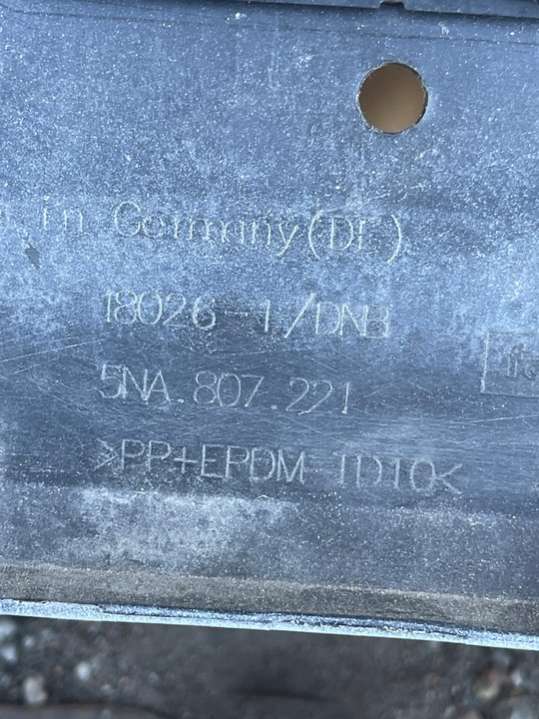 in Germany (DE)
18026-1/DNB
5NA.807.221
>PP+EPDM-TD10<